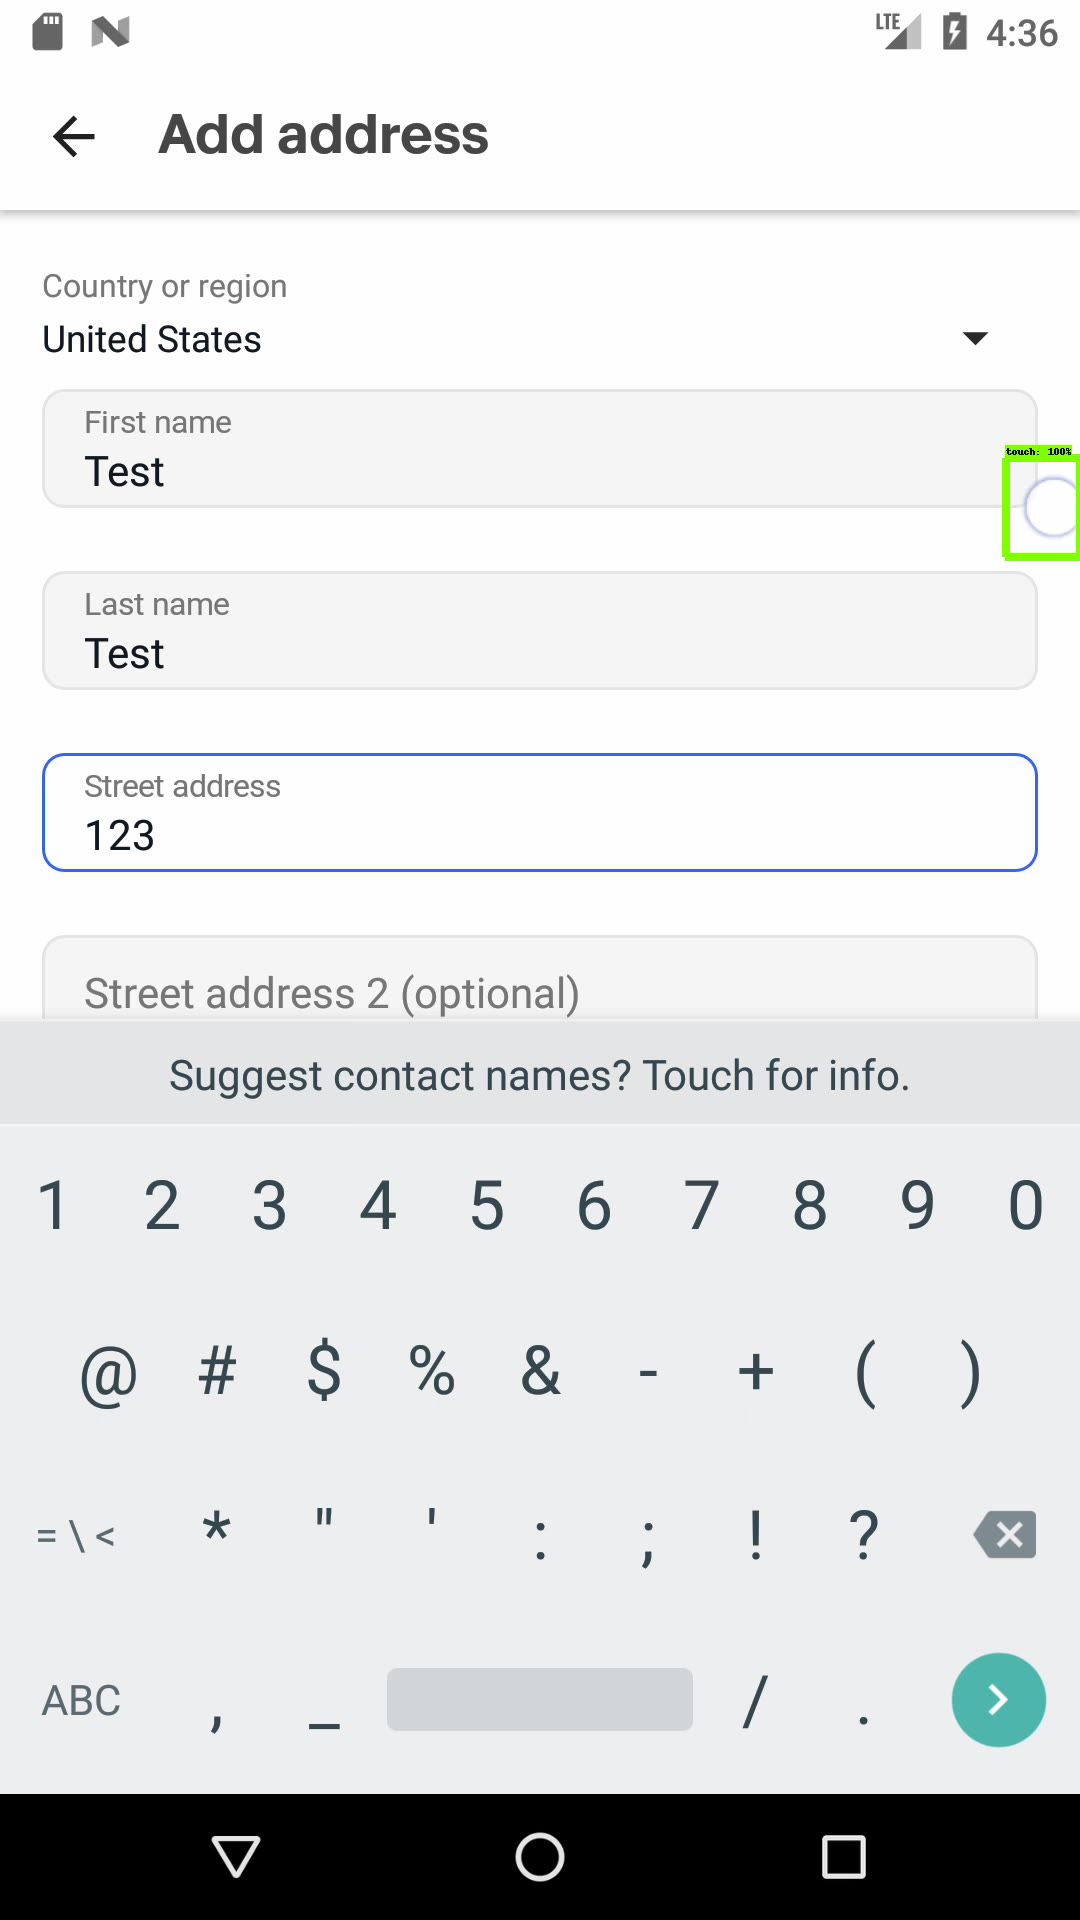 LTE 4:36
Add address
Country or region
United States
First name
Test
touch: 100%
Last name
Test
Street address
123
Street address 2 (optional)
Suggest contact names? Touch for info.
1 2 3 4 5 6 7 8 9 0
@ # $ % & - + ( )
= \ < * " ' : ; ! ?
ABC , _ / .